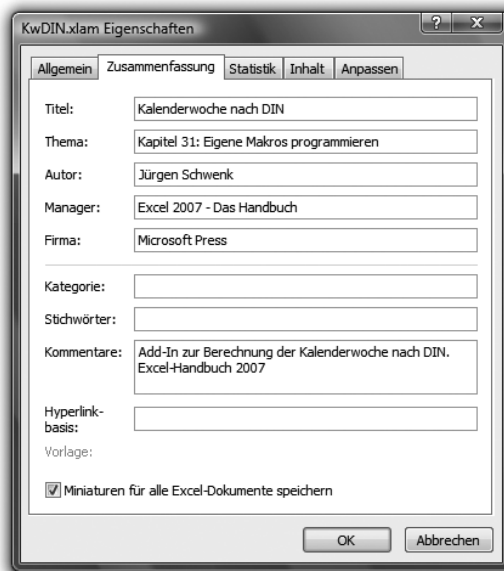 KwDIN.xlam Eigenschaften
Allgemein Zusammenfassung Statistik Inhalt Anpassen
Titel: Kalenderwoche nach DIN
Thema: Kapitel 31: Eigene Makros programmieren
Autor: Jürgen Schwenk
Manager: Excel 2007 - Das Handbuch
Firma: Microsoft Press
Kategorie:
Stichwörter:
Kommentare: Add-In zur Berechnung der Kalenderwoche nach DIN.
Excel-Handbuch 2007
Hyperlink-
basis:
Vorlage:
Miniaturen für alle Excel-Dokumente speichern
OK Abbrechen